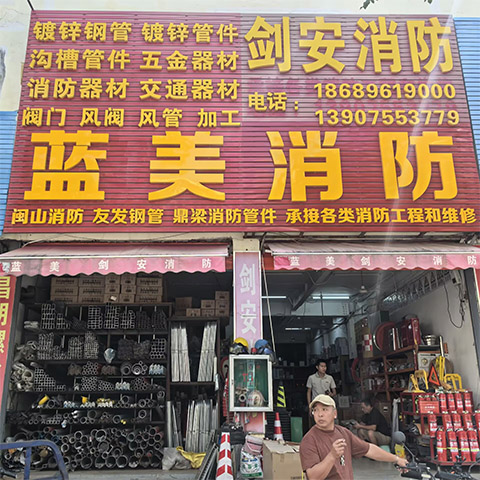 镀锌钢管 镀锌管件
沟槽管件 五金器材
消防器材 交通器材
阀门 风阀 风管 加工
剑安消防
电话：
18689619000
13907553779
蓝美消防
闽山消防 友发钢管 鼎梁消防管件 承接各类消防工程和维修
蓝美剑安消防
蓝美剑安消防
剑安